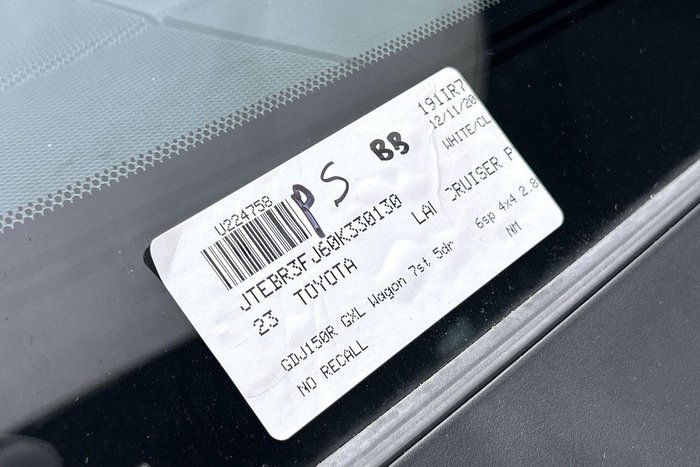 PS BB 191IR7
U224758 12/11/20
WHITE/CL
JTEBR3FJ60K330130
23 TOYOTA LAN CRUISER P
GDJ150R GXL Wagon 7st 5dr 6sp 4x4 2.8
NO RECALL NM